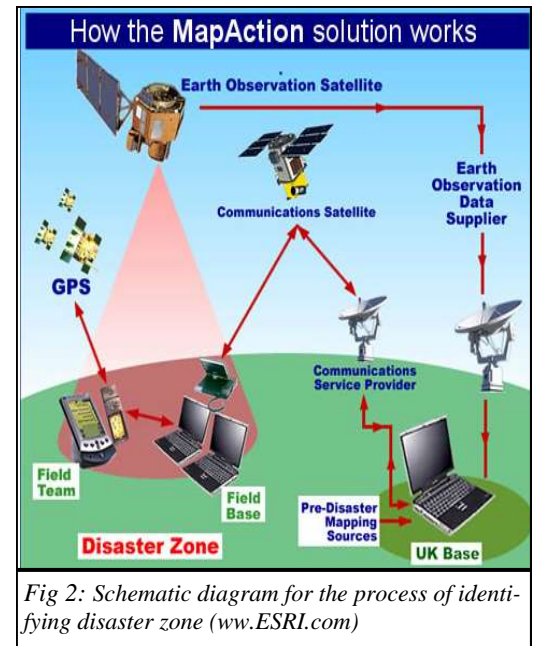 How the MapAction solution works
Earth Observation Satellite
Earth
Observation
Data
Supplier
Communications Satellite
GPS
Communications
Service Provider
Field
Team
Field
Base
Pre-Disaster
Mapping
Sources
Disaster Zone
UK Base
Fig 2: Schematic diagram for the process of identi-
fying disaster zone (ww.ESRI.com)